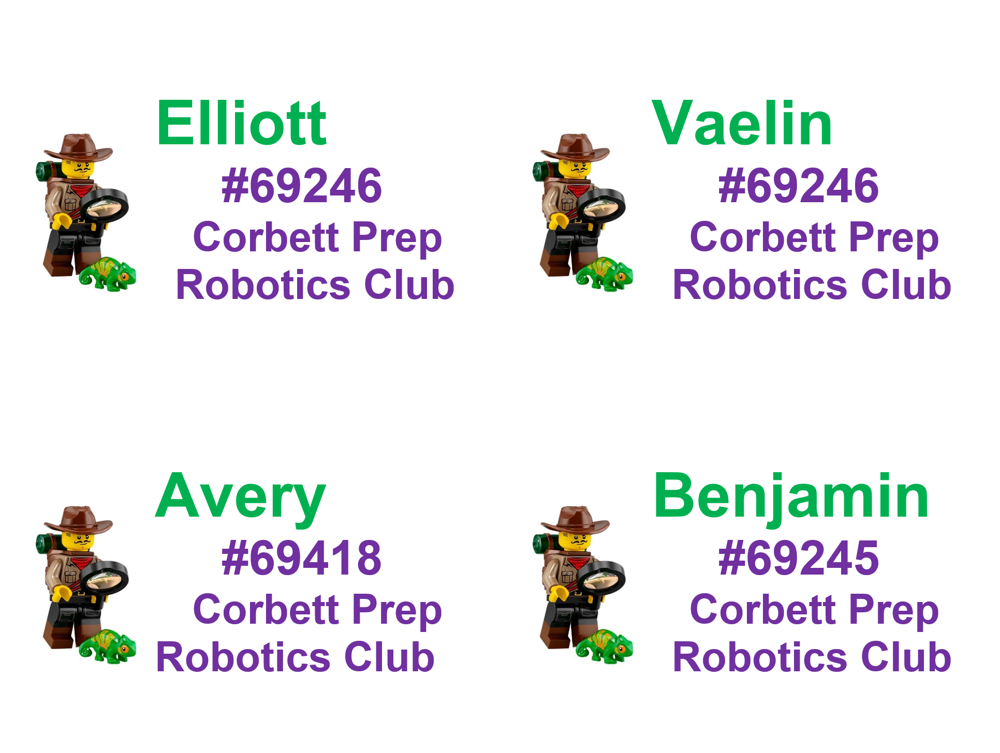 Elliott
#69246
Corbett Prep
Robotics Club
Vaelin
#69246
Corbett Prep
Robotics Club
Avery
#69418
Corbett Prep
Robotics Club
Benjamin
#69245
Corbett Prep
Robotics Club